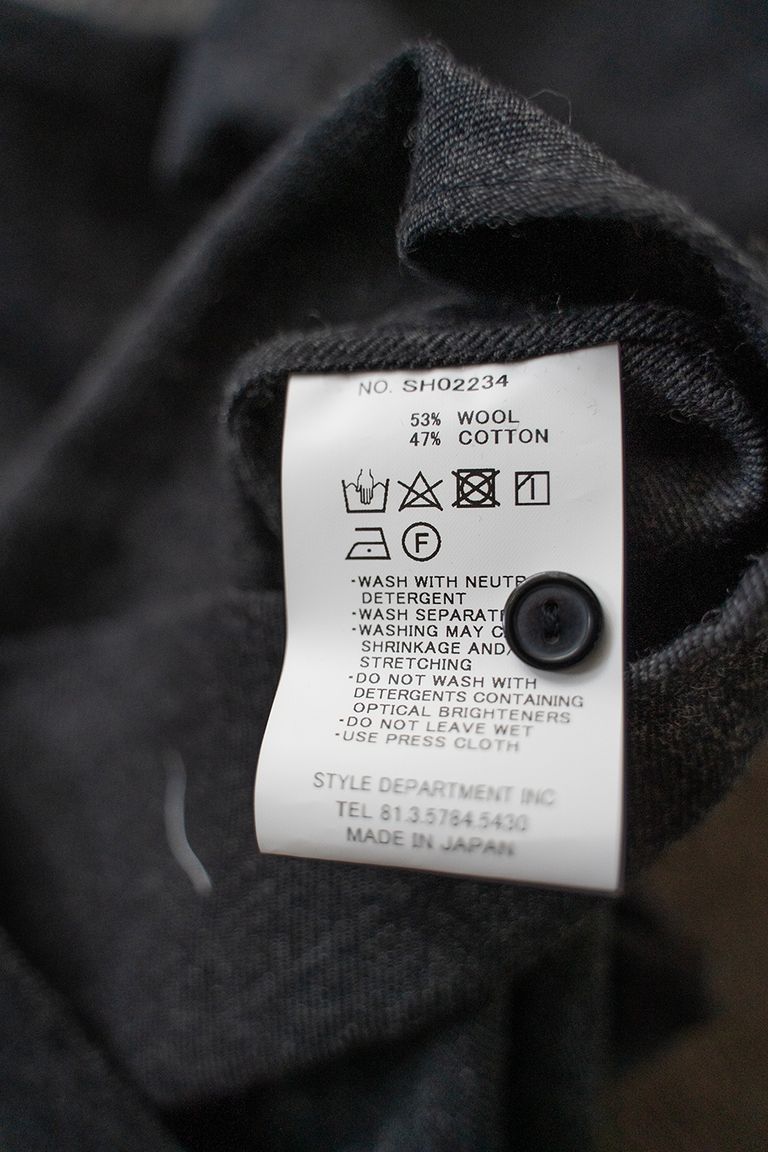 NO. SH02234
53% WOOL
47% COTTON
F
-WASH WITH
DETERGENT
-WASH
-WASHING MAY
SHRINKAGE
STRETCHING
-DO NOT WASH WITH
DETERGENTS CONTAINING
OPTICAL BRIGHTENERS
-DO NOT LEAVE WET
-USE PRESS CLOTH
STYLE DEPARTMENT INC
TEL 81.3.5784.5430
MADE IN JAPAN